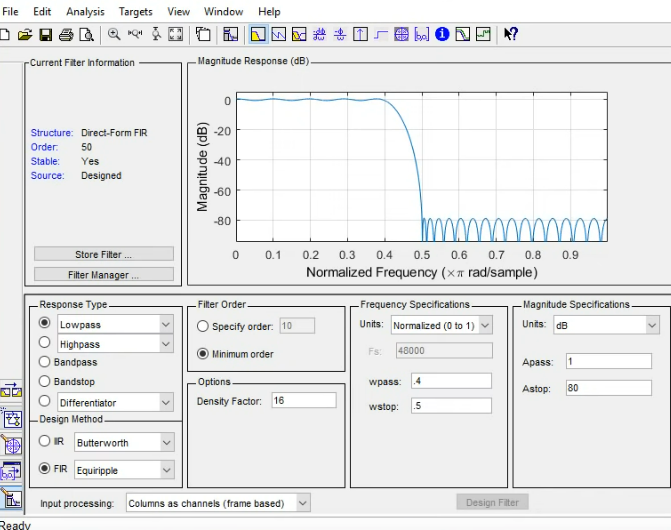 File Edit Analysis Targets View Window Help
Current Filter Information
Structure: Direct-Form FIR
Order: 50
Stable: Yes
Source: Designed
Store Filter ...
Filter Manager ...
Magnitude Response (dB)
Magnitude (dB)
0
-20
-40
-60
-80
0 0.1 0.2 0.3 0.4 0.5 0.6 0.7 0.8 0.9
Normalized Frequency (×π rad/sample)
Response Type
Lowpass
Highpass
Bandpass
Bandstop
Differentiator
Design Method
IIR Butterworth
FIR Equiripple
Filter Order
Specify order: 10
Minimum order
Options
Density Factor: 16
Frequency Specifications
Units: Normalized (0 to 1)
Fs: 48000
wpass: .4
wstop: .5
Magnitude Specifications
Units: dB
Apass: 1
Astop: 80
Input processing: Columns as channels (frame based)
Design Filter
Ready